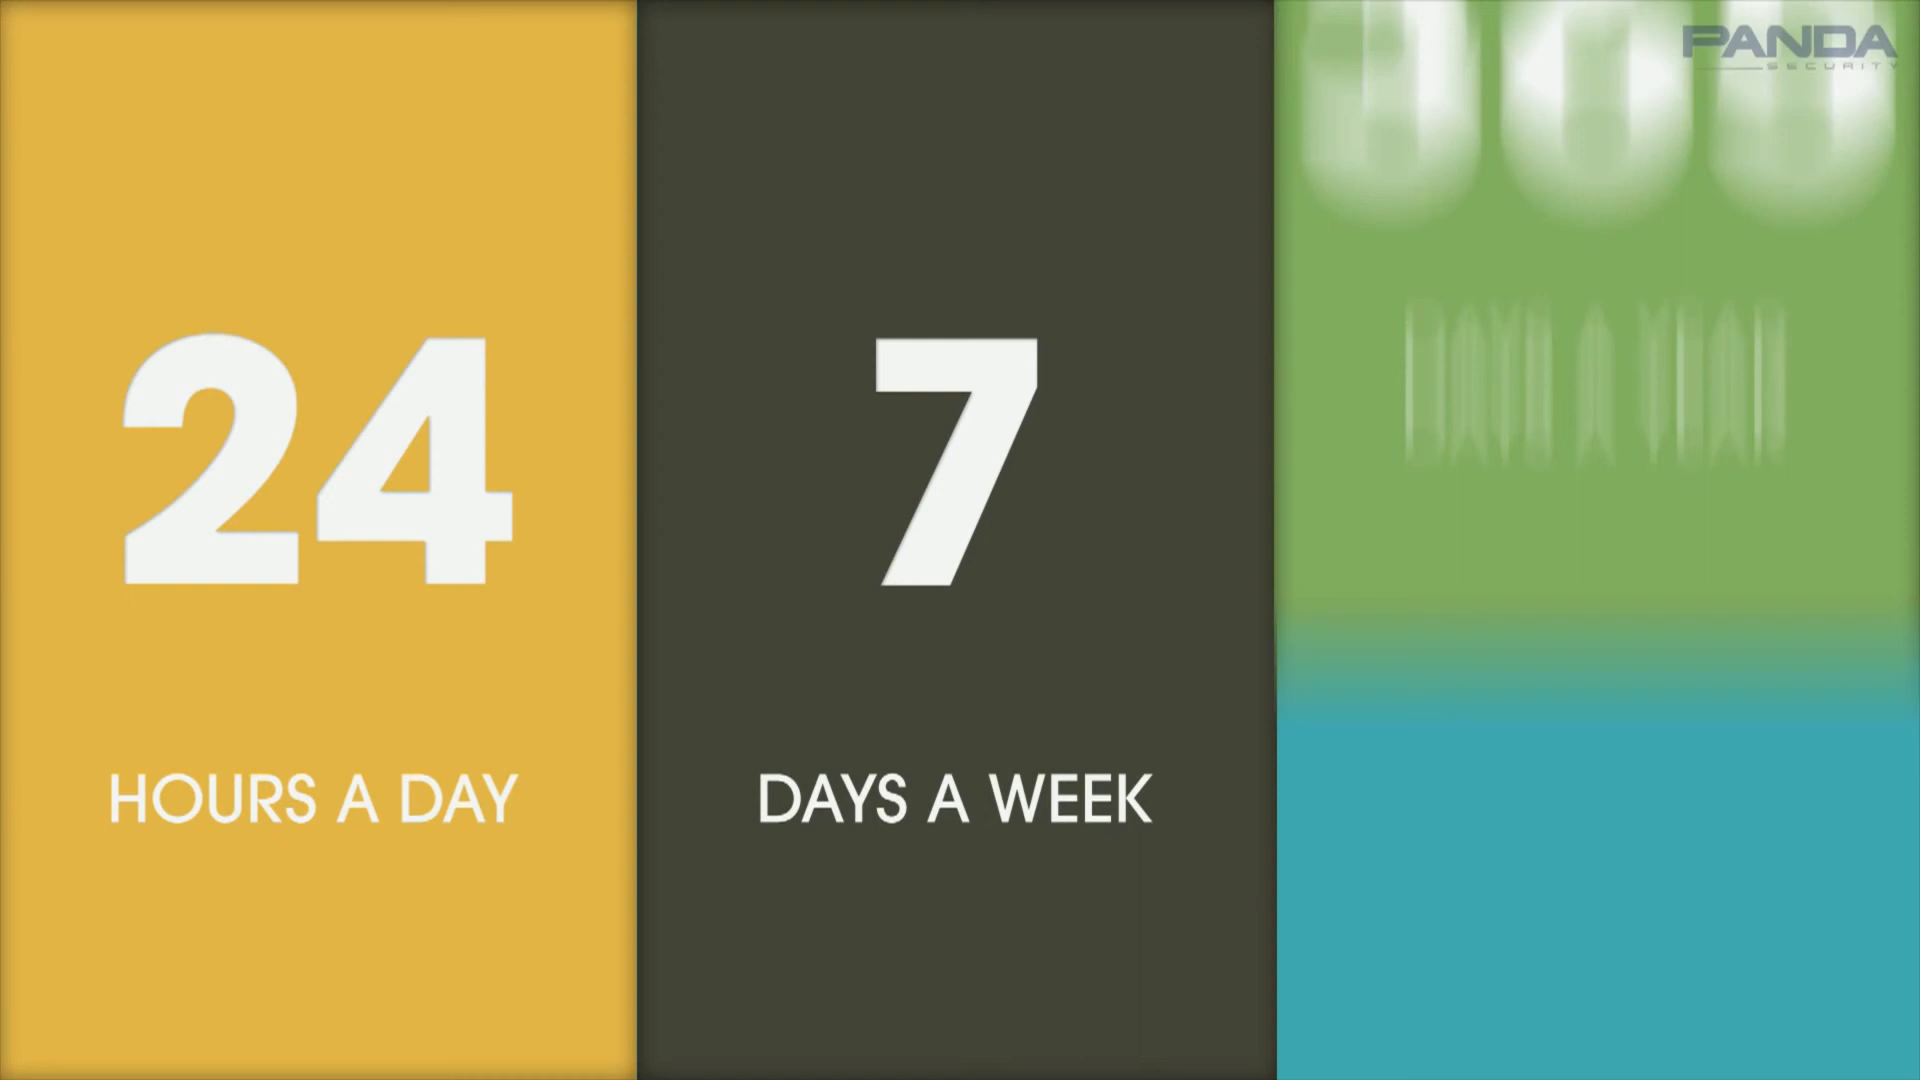 24
HOURS A DAY
7
DAYS A WEEK
PANDA
SECURITY